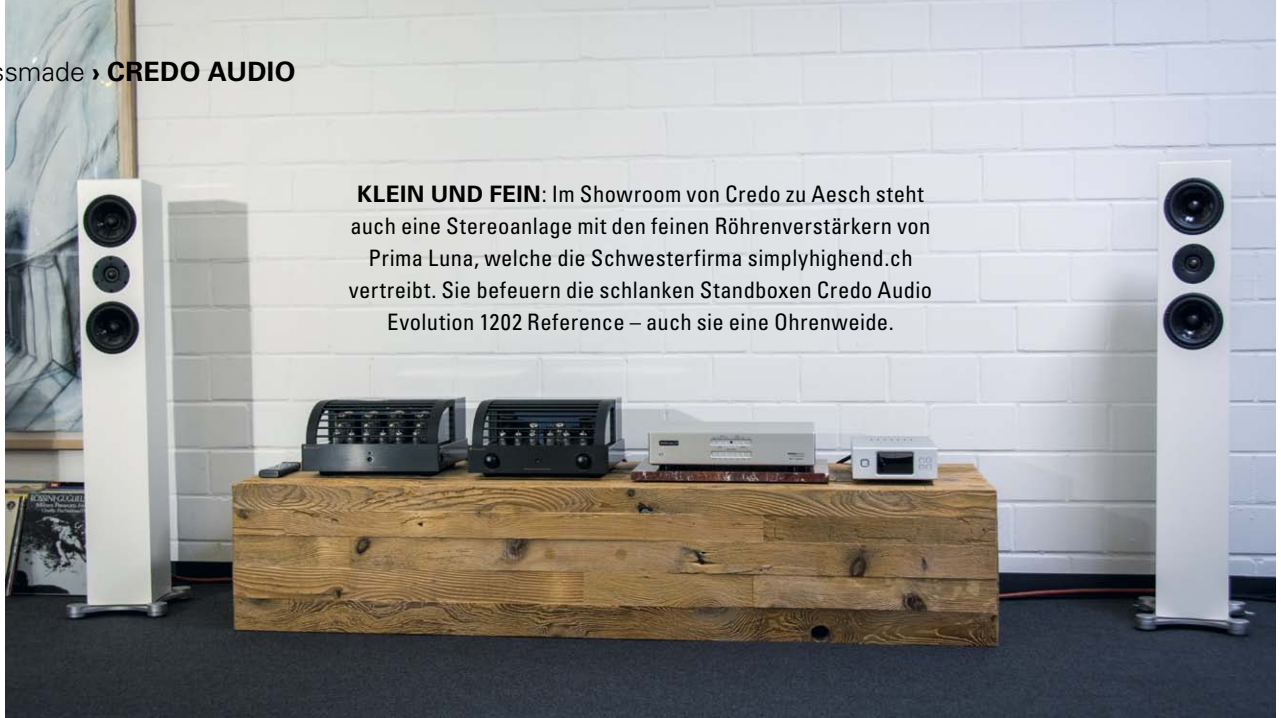 ssmade › CREDO AUDIO
KLEIN UND FEIN: Im Showroom von Credo zu Aesch steht
auch eine Stereoanlage mit den feinen Röhrenverstärkern von
Prima Luna, welche die Schwesterfirma simplyhighend.ch
vertreibt. Sie befeuern die schlanken Standboxen Credo Audio
Evolution 1202 Reference – auch sie eine Ohrenweide.